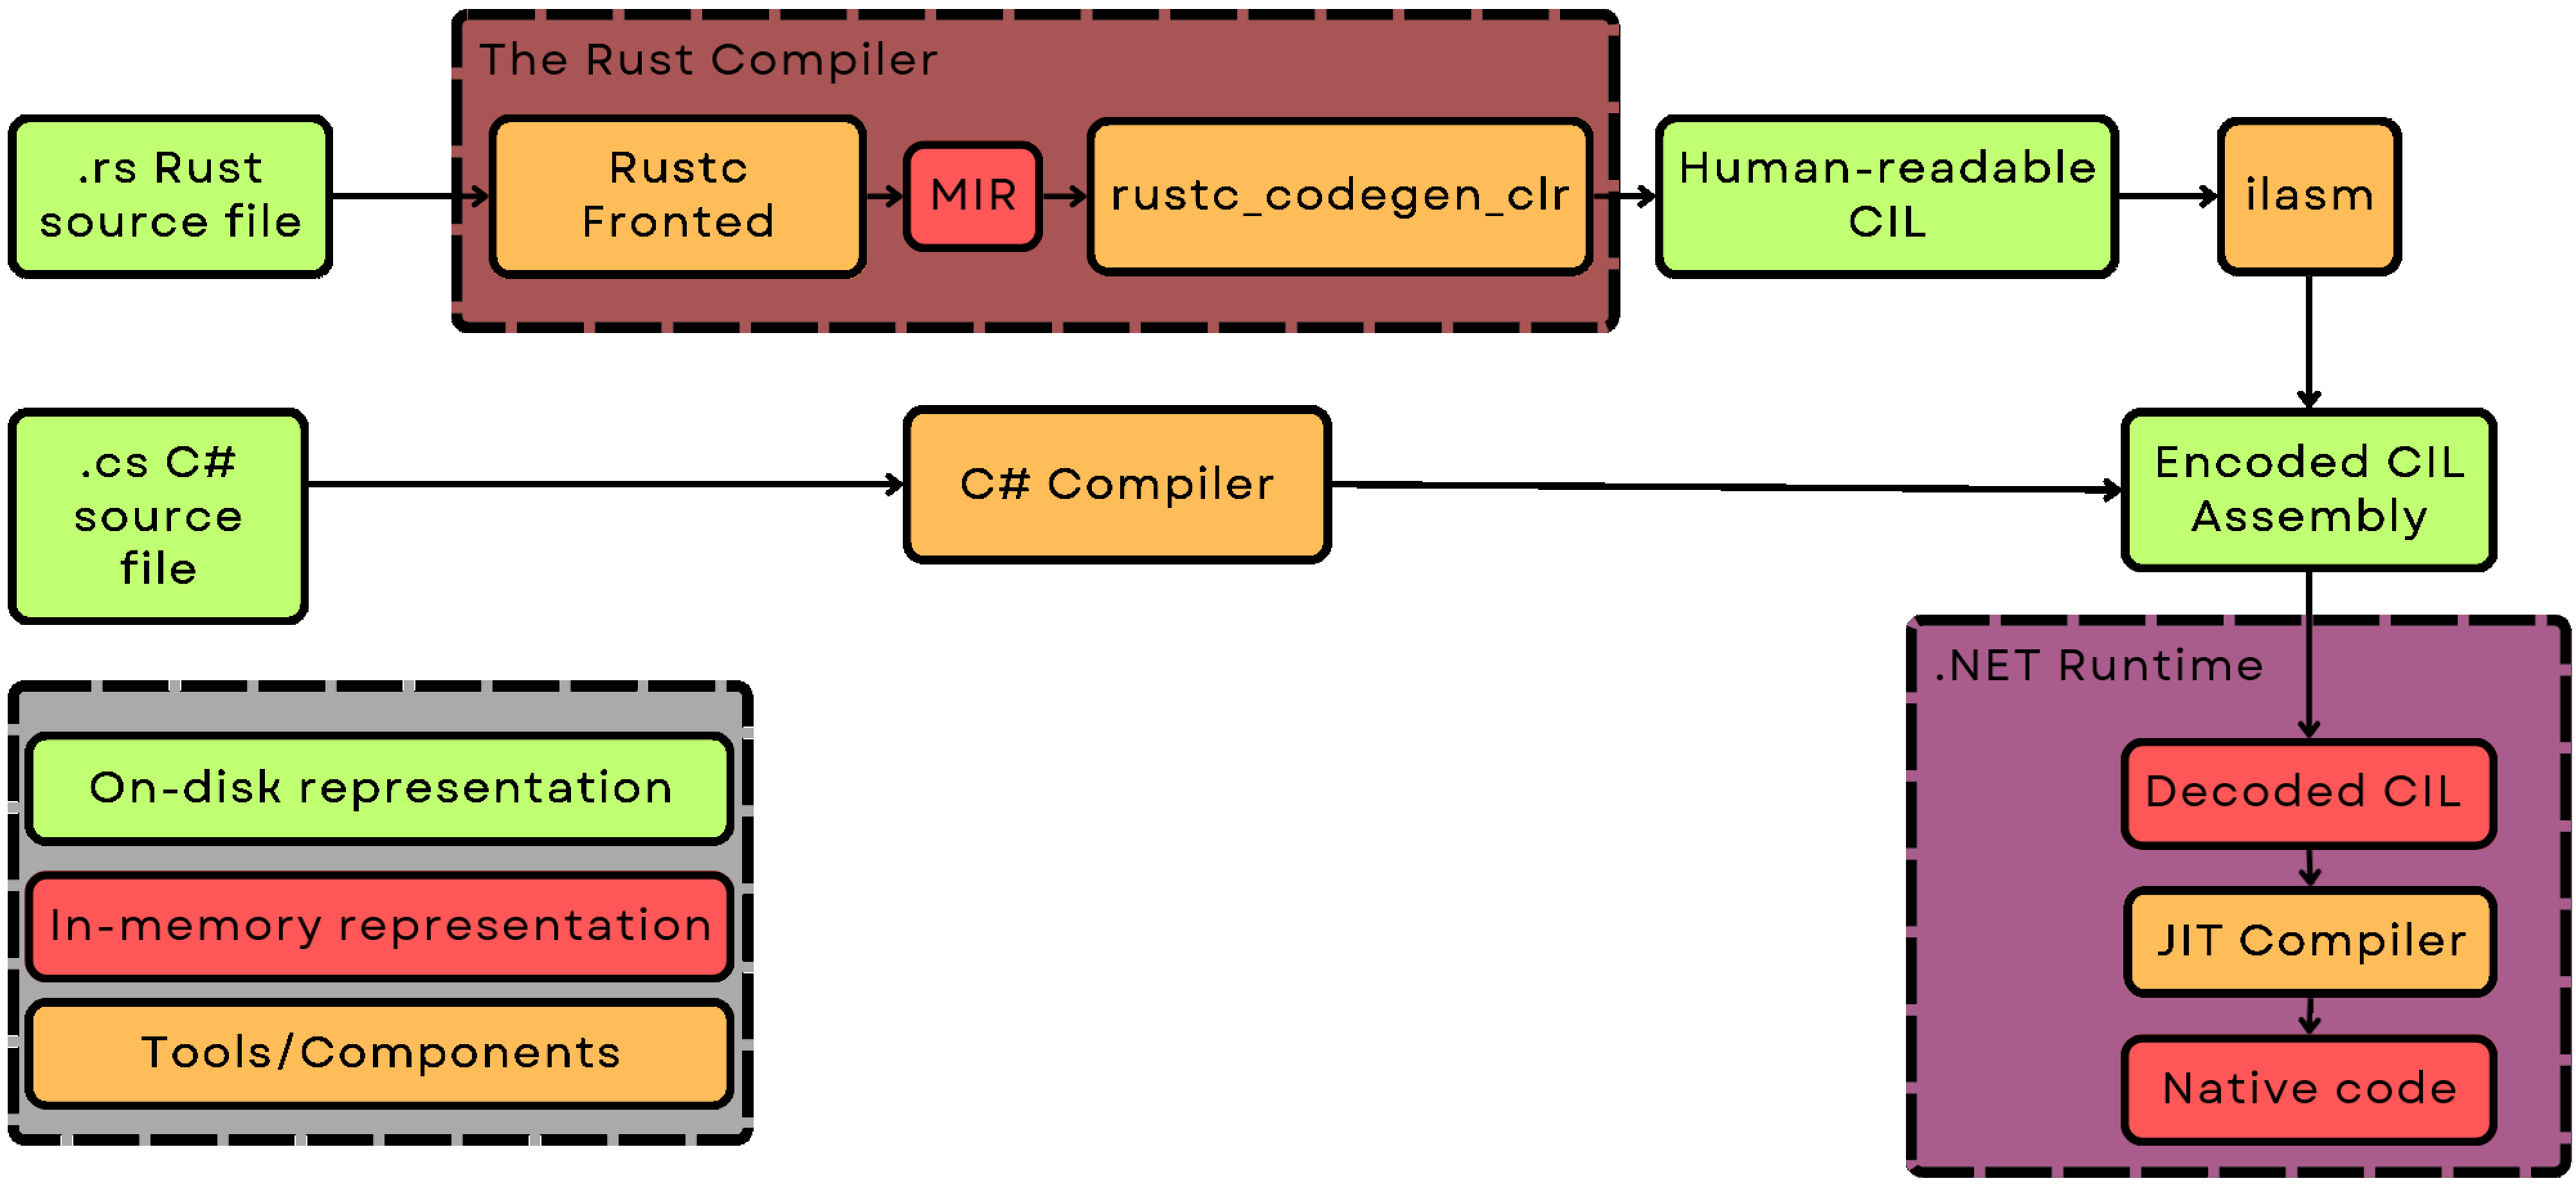 The Rust Compiler
.rs Rust
source file
Rustc
Fronted
MIR
rustc_codegen_clr
Human-readable
CIL
ilasm
.cs C#
source
file
C# Compiler
Encoded CIL
Assembly
.NET Runtime
Decoded CIL
JIT Compiler
Native code
On-disk representation
In-memory representation
Tools/Components